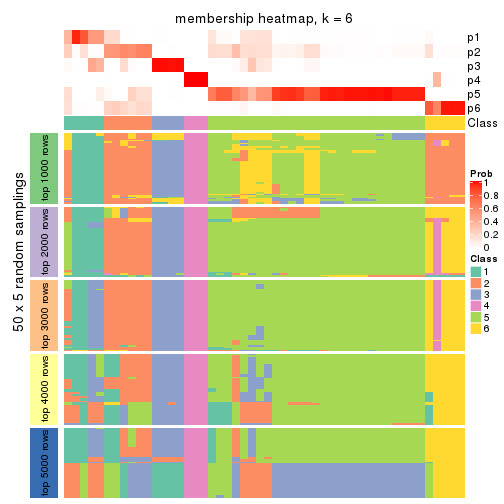 membership heatmap, k = 6
p1
p2
p3
p4
p5
p6
Class
50 x 5 random samplings
top 1000 rows
top 2000 rows
top 3000 rows
top 4000 rows
top 5000 rows
Prob
1
0.8
0.6
0.4
0.2
0
Class
1
2
3
4
5
6